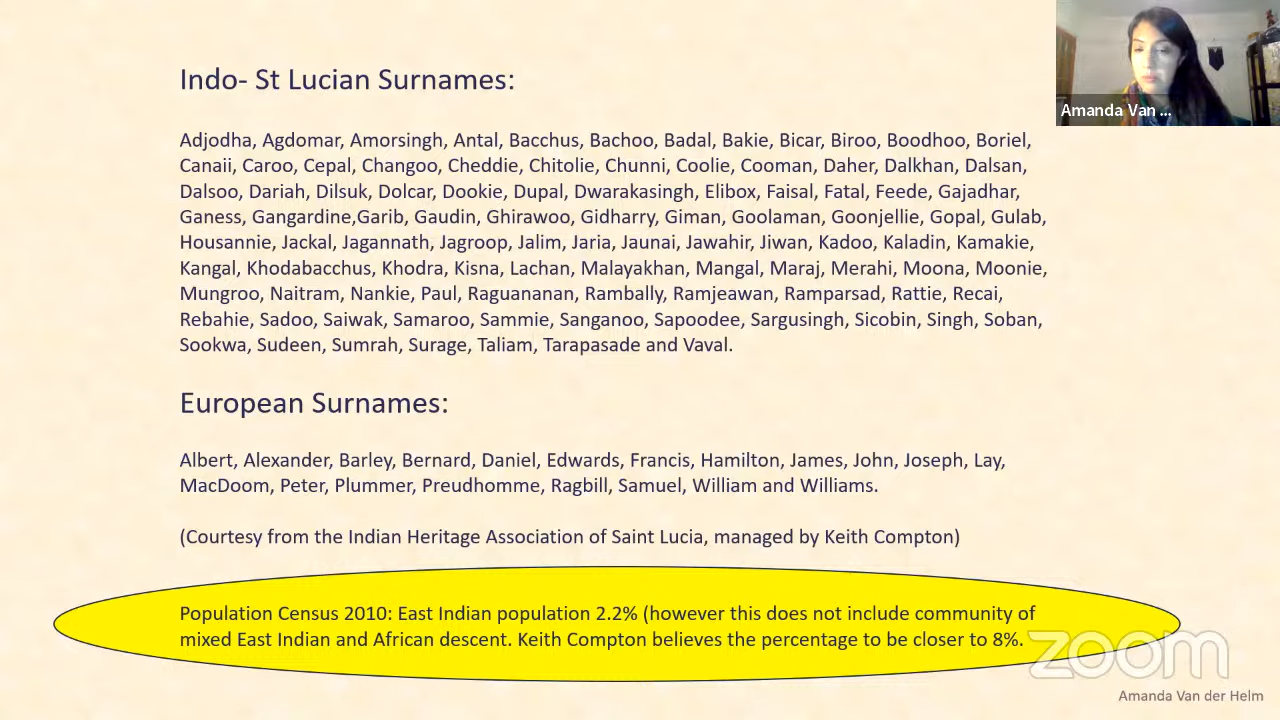 Indo- St Lucian Surnames:
Adjodha, Agdomar, Amorsingh, Antal, Bacchus, Bachoo, Badal, Bakie, Bicar, Biroo, Boodhoo, Boriel,
Canaii, Caroo, Cepal, Changoo, Cheddie, Chitolie, Chunni, Coolie, Cooman, Daher, Dalkhan, Dalsan,
Dalsoo, Dariah, Dilsuk, Dolcar, Dookie, Dupal, Dwarakasingh, Elibox, Faisal, Fatal, Feede, Gajadhar,
Ganess, Gangardine,Garib, Gaudin, Ghirawoo, Gidharry, Giman, Goolaman, Goonjellie, Gopal, Gulab,
Housannie, Jackal, Jagannath, Jagroop, Jalim, Jaria, Jaunai, Jawahir, Jiwan, Kadoo, Kaladin, Kamakie,
Kangal, Khodabacchus, Khodra, Kisna, Lachan, Malayakhan, Mangal, Maraj, Merahi, Moona, Moonie,
Mungroo, Naitram, Nankie, Paul, Raguananan, Rambally, Ramjeawan, Ramparsad, Rattie, Recai,
Rebahie, Sadoo, Saiwak, Samaroo, Sammie, Sanganoo, Sapoodee, Sargusingh, Sicobin, Singh, Soban,
Sookwa, Sudeen, Sumrah, Surage, Taliam, Tarapasade and Vaval.
European Surnames:
Albert, Alexander, Barley, Bernard, Daniel, Edwards, Francis, Hamilton, James, John, Joseph, Lay,
MacDoom, Peter, Plummer, Preudhomme, Ragbill, Samuel, William and Williams.
(Courtesy from the Indian Heritage Association of Saint Lucia, managed by Keith Compton)
Population Census 2010: East Indian population 2.2% (however this does not include community of
mixed East Indian and African descent. Keith Compton believes the percentage to be closer to 8%.
Amanda Van ...
zoom
Amanda Van der Helm